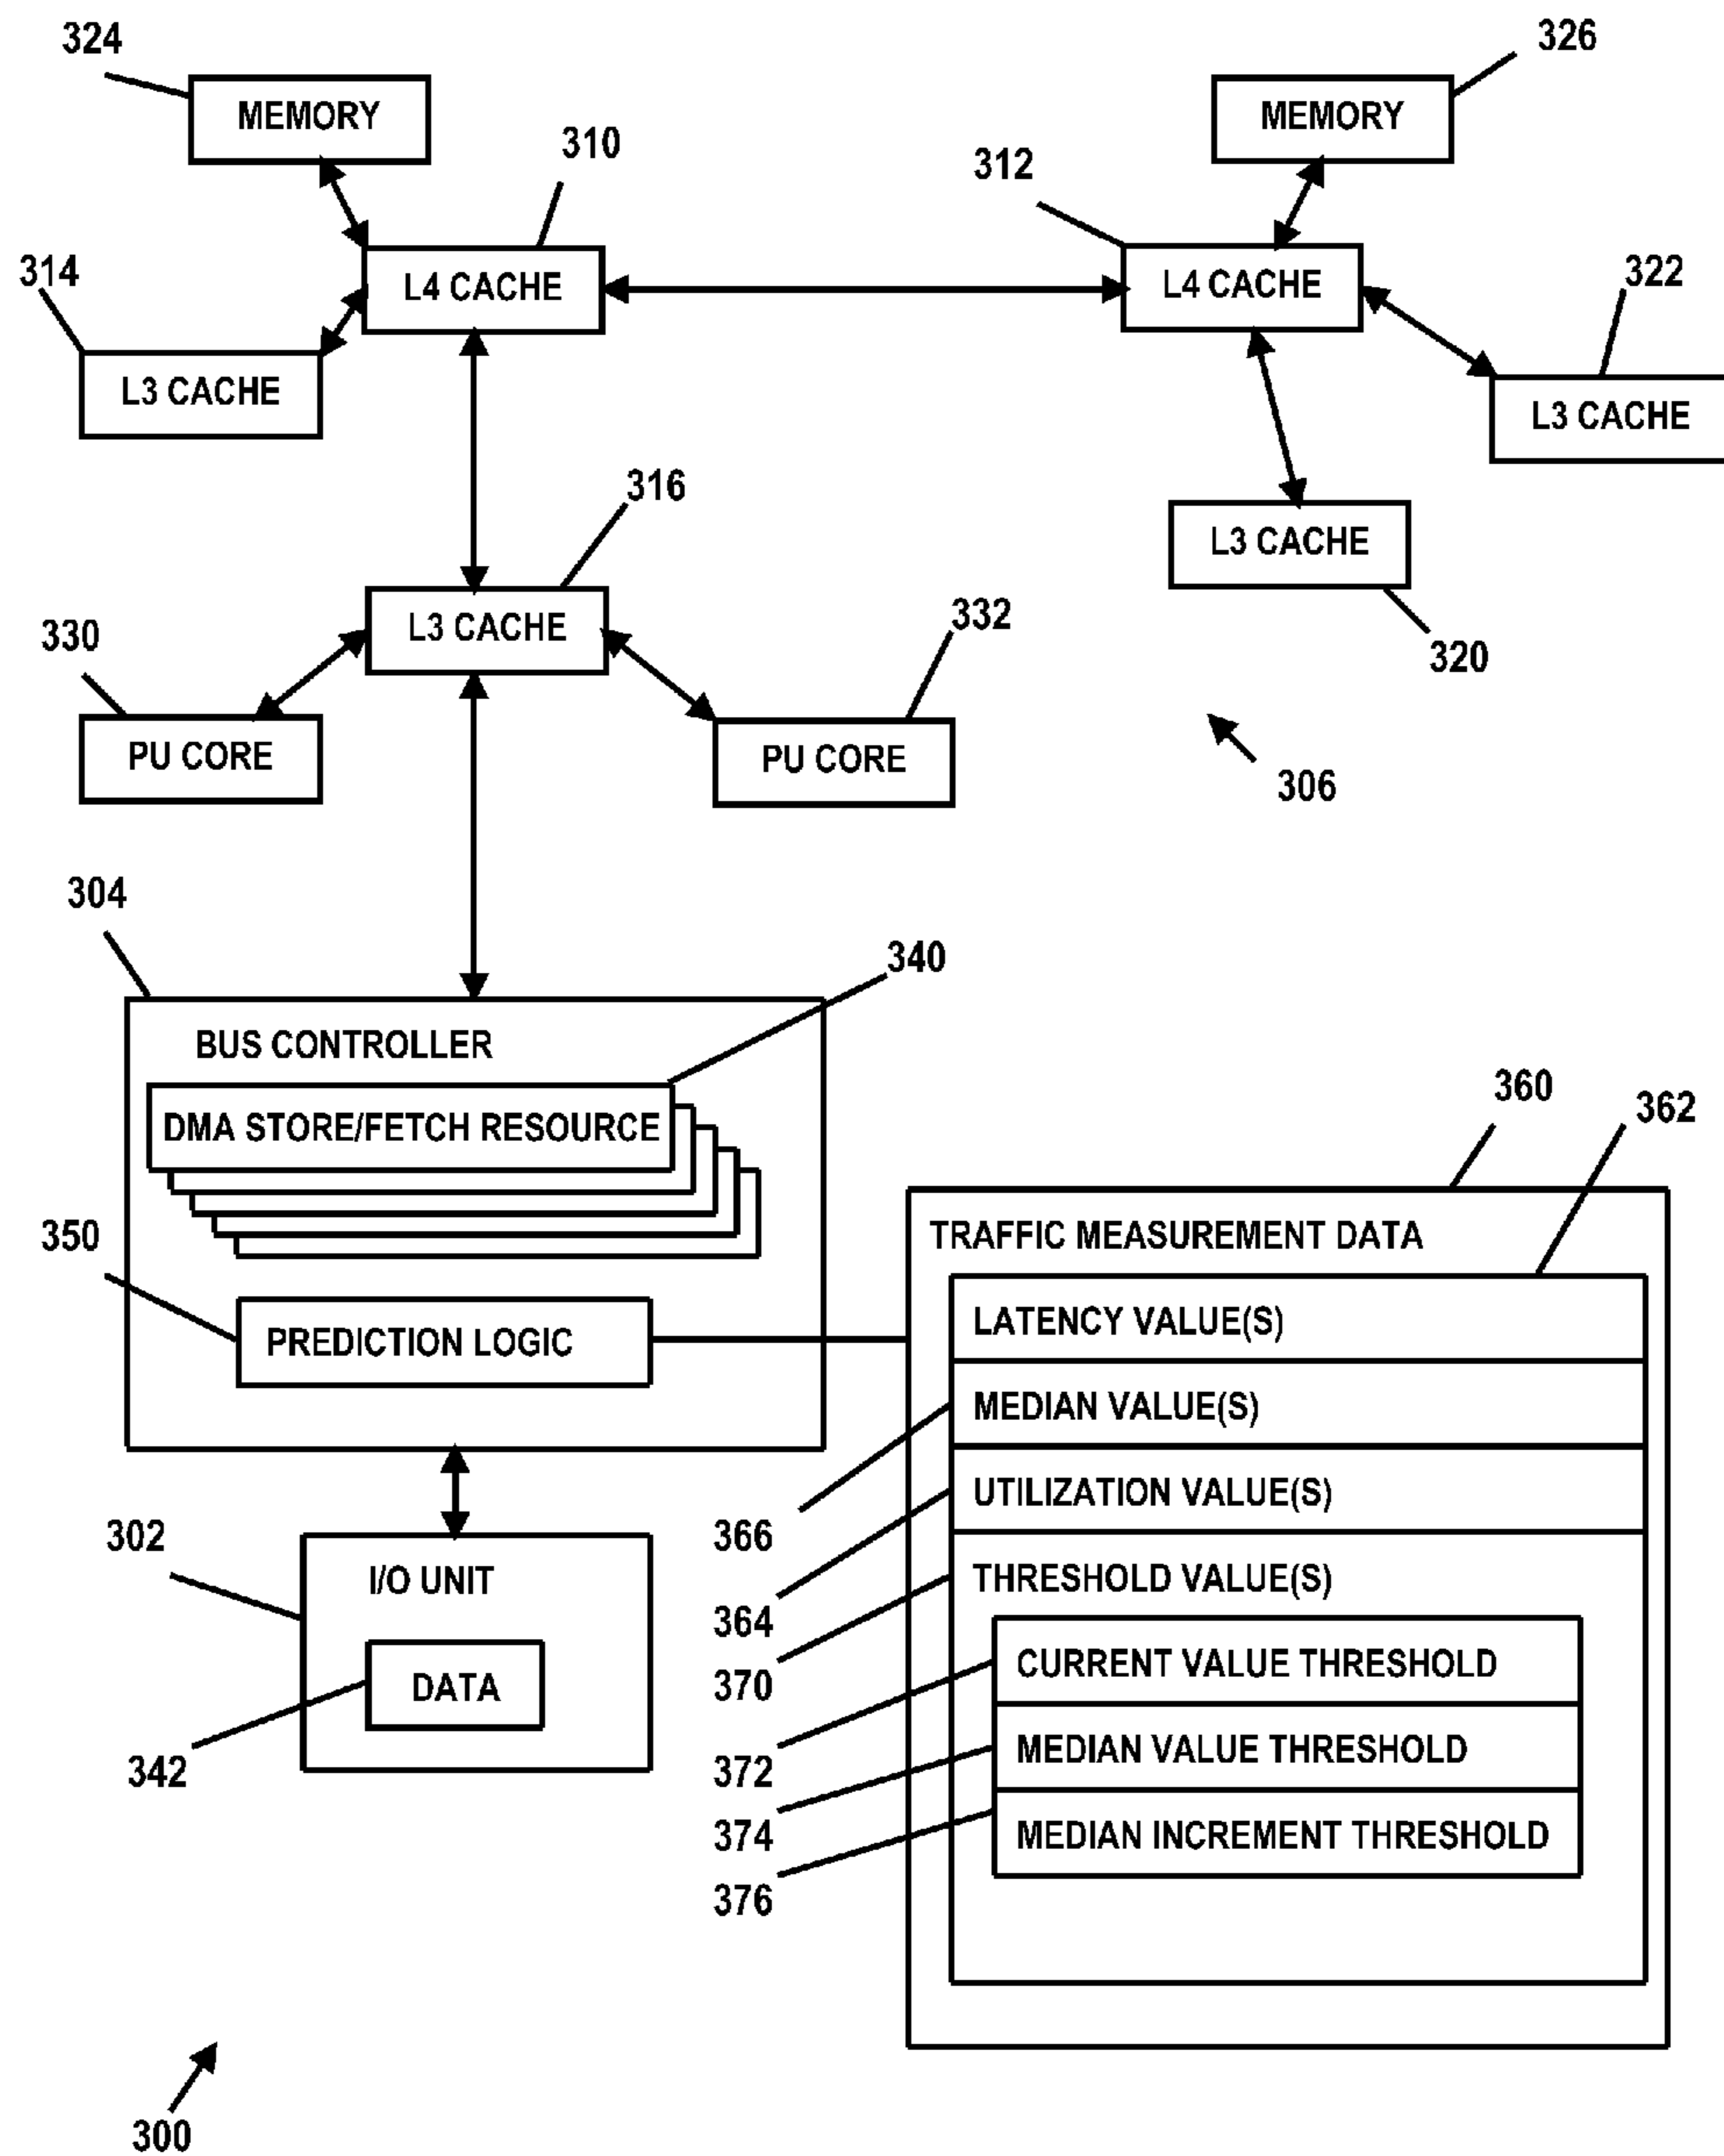 324
326
MEMORY
MEMORY
310
312
314
L4 CACHE
L4 CACHE
322
L3 CACHE
L3 CACHE
316
L3 CACHE
330
L3 CACHE
332
320
PU CORE
PU CORE
306
304
340
BUS CONTROLLER
360
362
DMA STORE/FETCH RESOURCE
350
TRAFFIC MEASUREMENT DATA
PREDICTION LOGIC
LATENCY VALUE(S)
MEDIAN VALUE(S)
UTILIZATION VALUE(S)
302
366
I/O UNIT
THRESHOLD VALUE(S)
364
CURRENT VALUE THRESHOLD
DATA
370
MEDIAN VALUE THRESHOLD
342
372
374
MEDIAN INCREMENT THRESHOLD
376
300